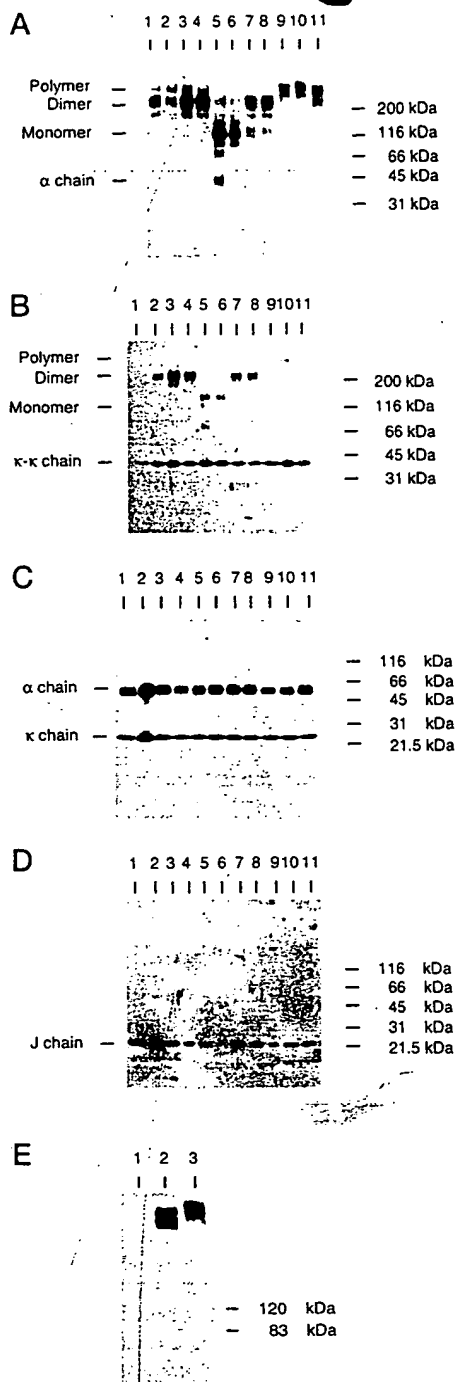 A
1 2 3 4 5 6 7 8 9 10 11
Polymer
Dimer
200 kDa
Monomer
116 kDa
66 kDa
α chain
45 kDa
31 kDa
B
1 2 3 4 5 6 7 8 9 10 11
Polymer
Dimer
200 kDa
Monomer
116 kDa
66 kDa
κ-κ chain
45 kDa
31 kDa
C
1 2 3 4 5 6 7 8 9 10 11
116 kDa
α chain
66 kDa
45 kDa
31 kDa
κ chain
21.5 kDa
D
1 2 3 4 5 6 7 8 9 10 11
116 kDa
66 kDa
45 kDa
31 kDa
J chain
21.5 kDa
E
1 2 3
120 kDa
83 kDa